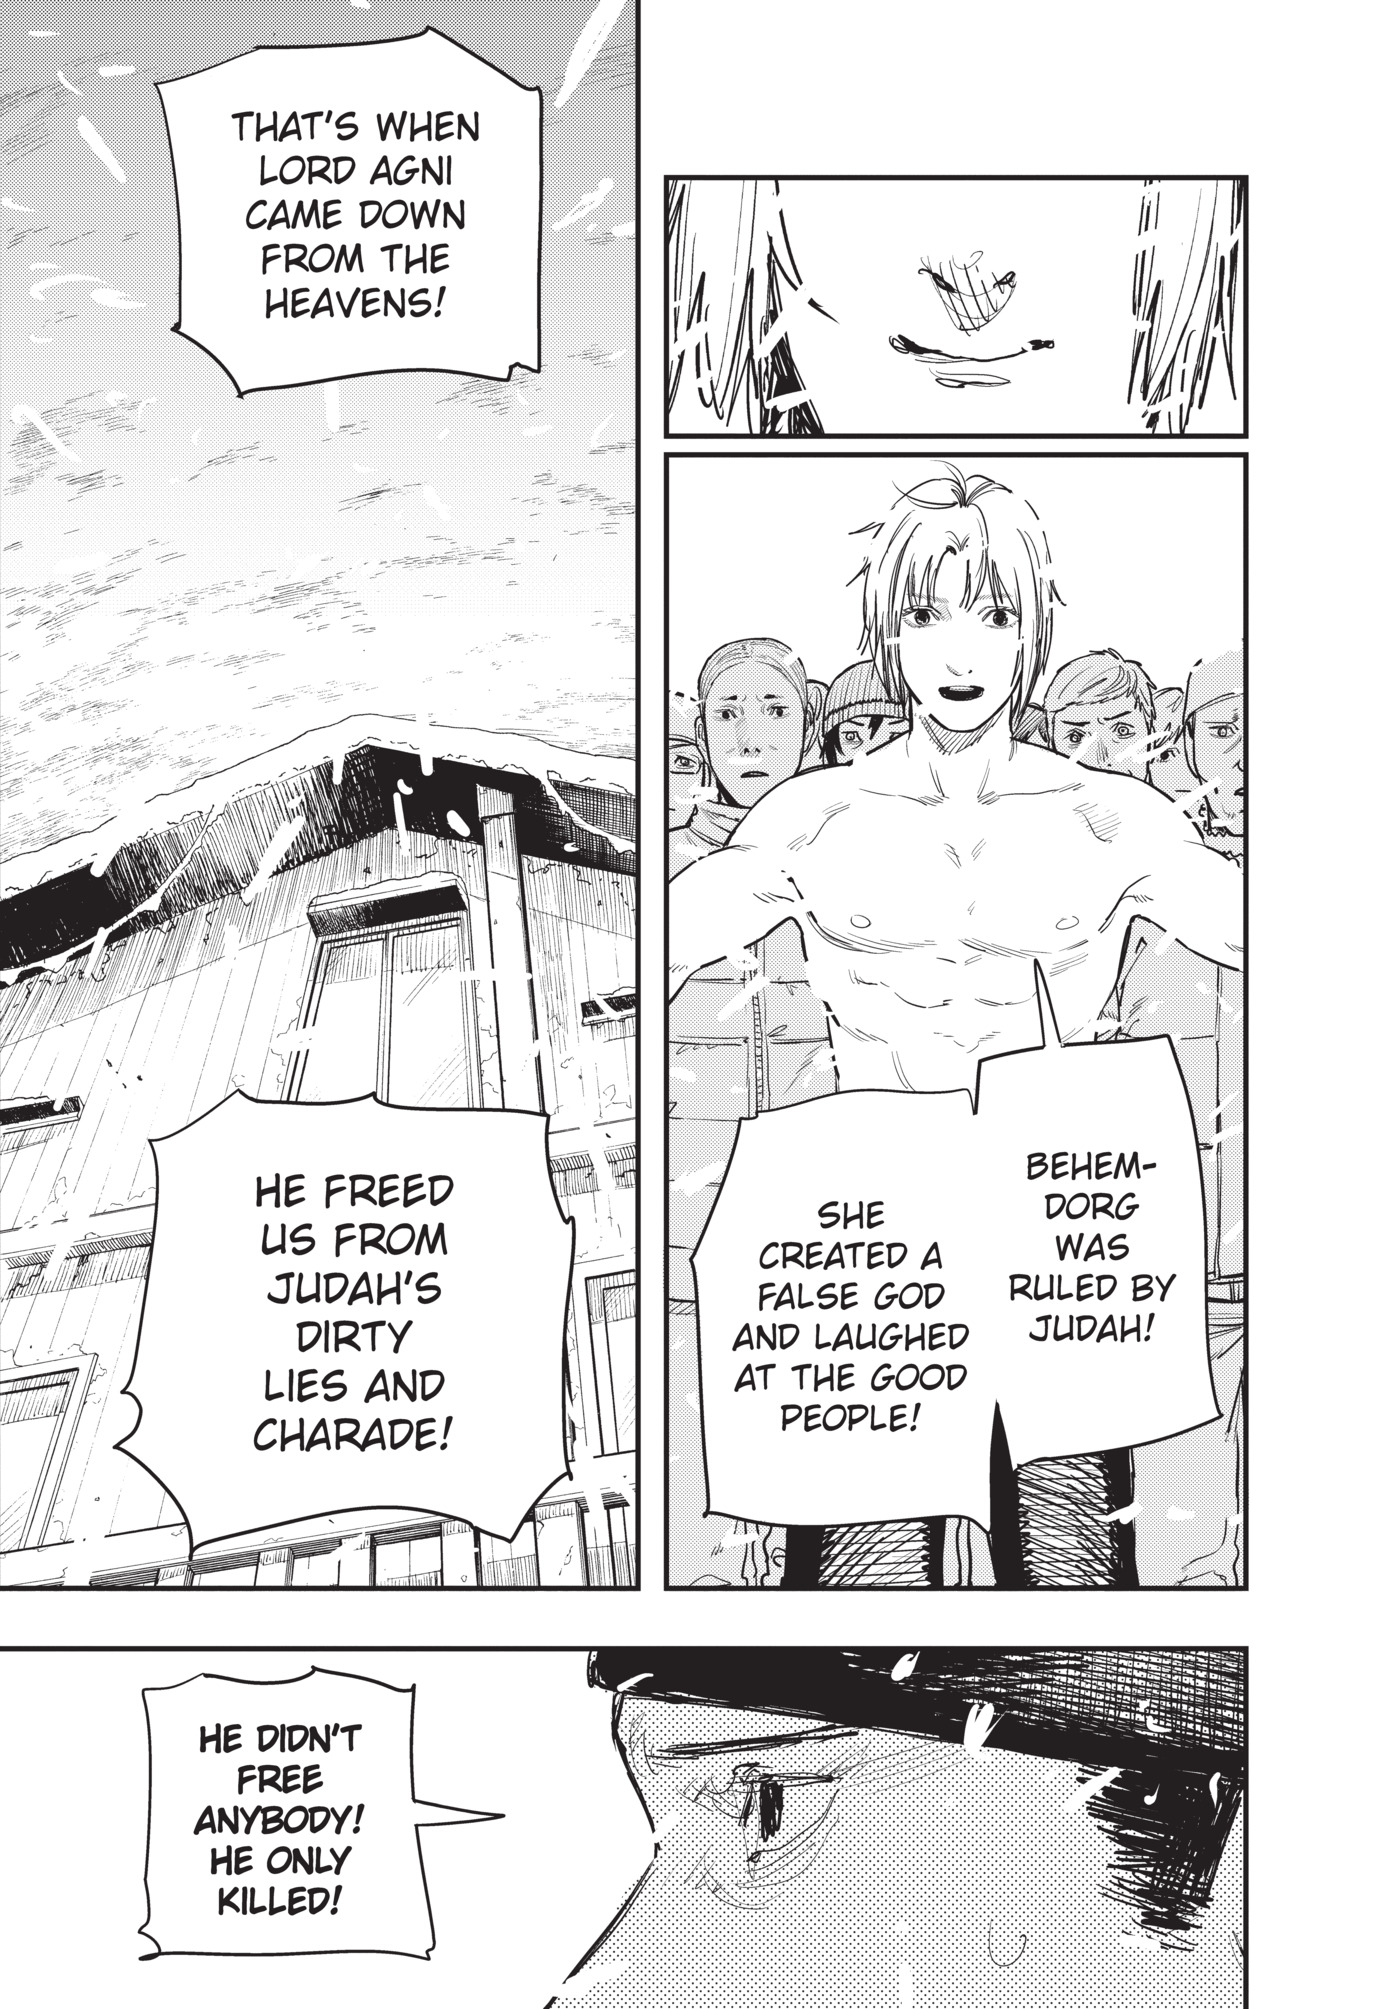 BEHEM-
DORG
WAS
RULED BY
JUDAH!
SHE
CREATED A
FALSE GOD
AND LAUGHED
AT THE GOOD
PEOPLE!
THAT'S WHEN
LORD AGNI
CAME DOWN
FROM THE
HEAVENS!
HE FREED
US FROM
JUDAH'S
DIRTY
LIES AND
CHARADE!
HE DIDN'T
FREE
ANYBODY!
HE ONLY
KILLED!